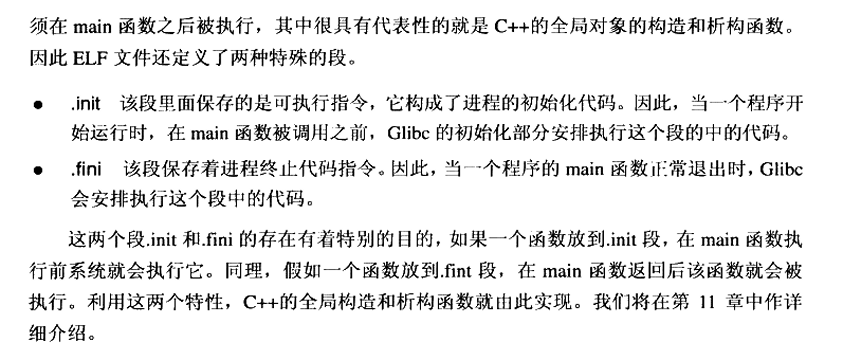 须在 main 函数之后被执行，其中很具有代表性的就是 C++的全局对象的构造和析构函数。
因此 ELF 文件还定义了两种特殊的段。
● .init 该段里面保存的是可执行指令，它构成了进程的初始化代码。因此，当一个程序开
始运行时，在 main 函数被调用之前，Glibc 的初始化部分安排执行这个段的中的代码。
● .fini 该段保存着进程终止代码指令。因此，当一个程序的 main 函数正常退出时，Glibc
会安排执行这个段中的代码。
这两个段.init 和.fini 的存在有着特别的目的，如果一个函数放到.init 段，在 main 函数执
行前系统就会执行它。同理，假如一个函数放到.fint 段，在 main 函数返回后该函数就会被
执行。利用这两个特性，C++的全局构造和析构函数就由此实现。我们将在第 11 章中作详
细介绍。